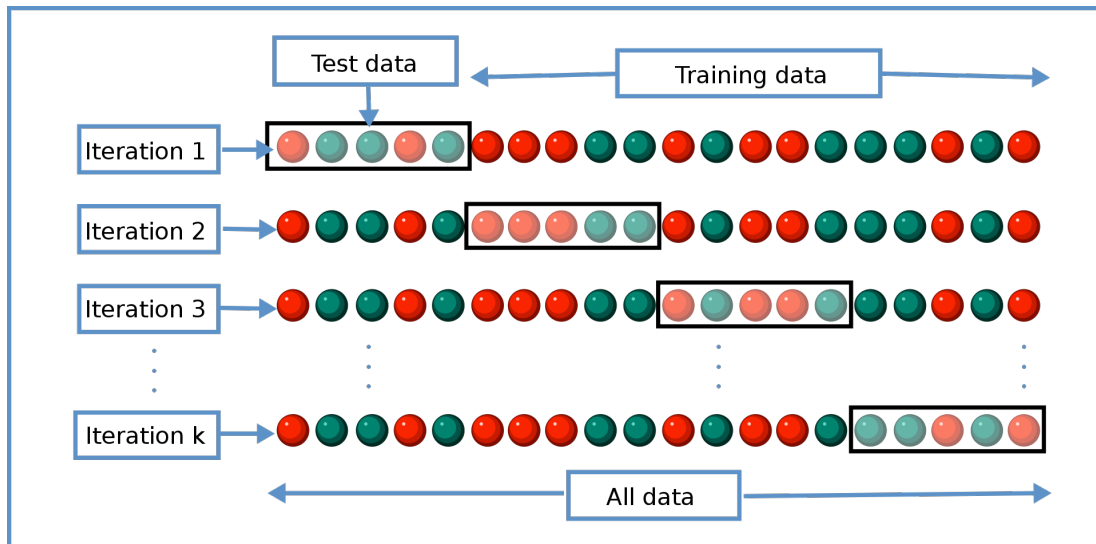 Test data
Training data
Iteration 1
Iteration 2
Iteration 3
Iteration k
All data